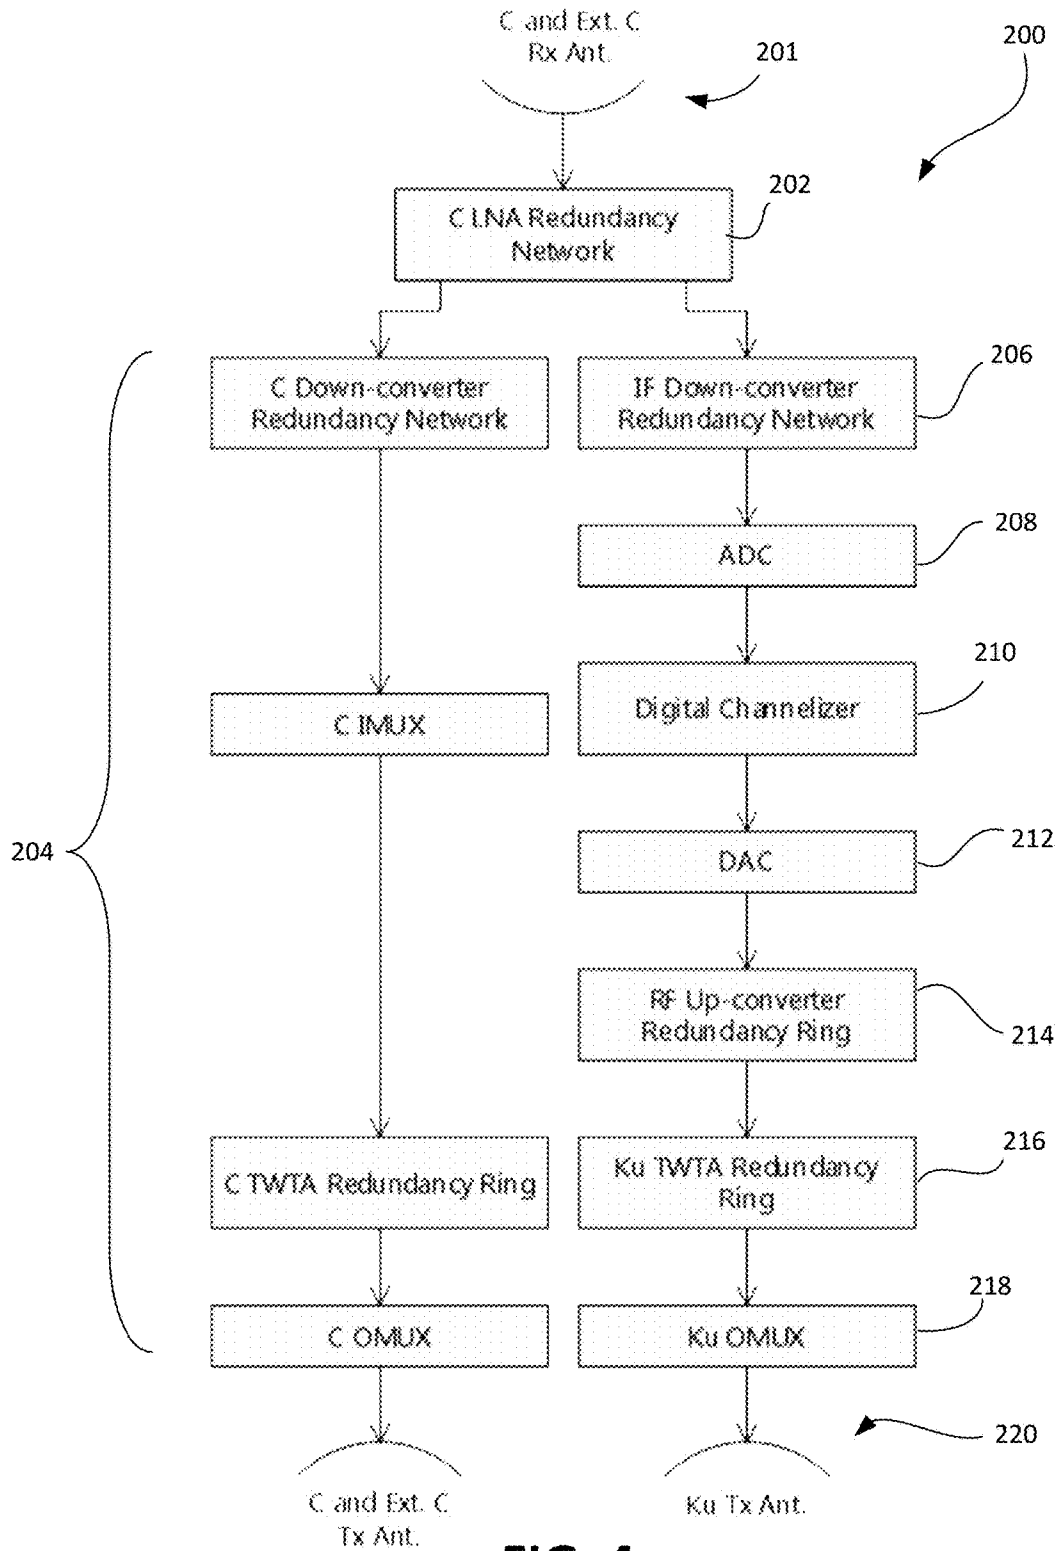 C and Ext. C
Rx Ant.
201
200
C LNA Redundancy
Network
202
C Down-converter
Redundancy Network
IF Down-converter
Redundancy Network
206
ADC
208
C IMUX
Digital Channelizer
210
204
DAC
212
RF Up-converter
Redundancy Ring
214
C TWTA Redundancy Ring
Ku TWTA Redundancy
Ring
216
C OMUX
Ku OMUX
218
220
C and Ext. C
Tx Ant.
Ku Tx Ant.